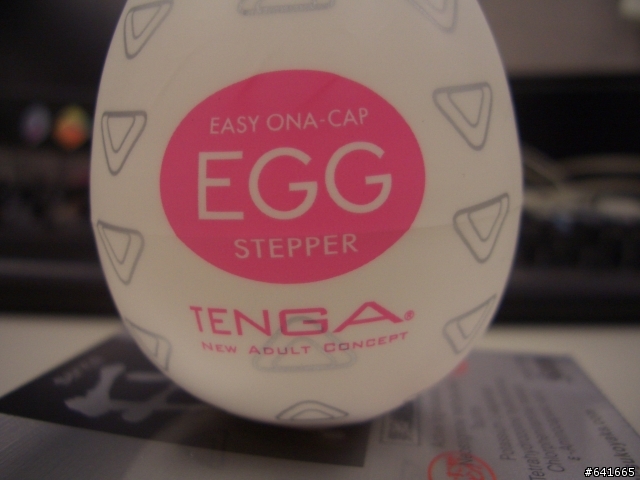 EASY ONA-CAP
EGG
STEPPER
TENGA®
NEW ADULT CONCEPT
#641665